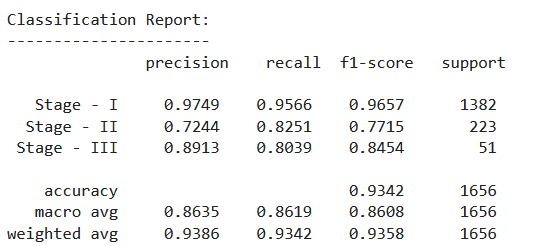 Classification Report:
----------------------
precision recall f1-score support
Stage - I 0.9749 0.9566 0.9657 1382
Stage - II 0.7244 0.8251 0.7715 223
Stage - III 0.8913 0.8039 0.8454 51
accuracy 0.9342 1656
macro avg 0.8635 0.8619 0.8608 1656
weighted avg 0.9386 0.9342 0.9358 1656